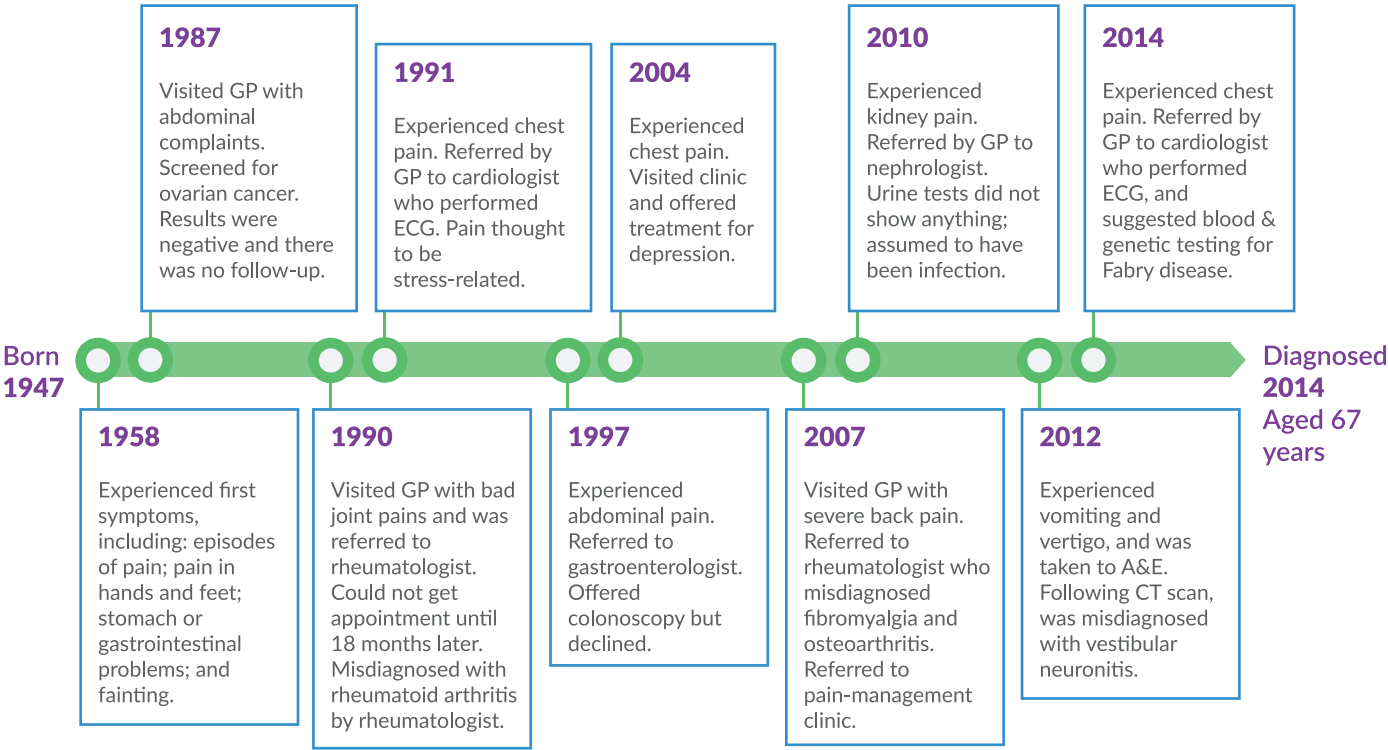 Born
1947
1958
Experienced first
symptoms,
including: episodes
of pain; pain in
hands and feet;
stomach or
gastrointestinal
problems; and
fainting.
1987
Visited GP with
abdominal
complaints.
Screened for
ovarian cancer.
Results were
negative and there
was no follow-up.
1990
Visited GP with bad
joint pains and was
referred to
rheumatologist.
Could not get
appointment until
18 months later.
Misdiagnosed with
rheumatoid arthritis
by rheumatologist.
1991
Experienced chest
pain. Referred by
GP to cardiologist
who performed
ECG. Pain thought
to be
stress-related.
1997
Experienced
abdominal pain.
Referred to
gastroenterologist.
Offered
colonoscopy but
declined.
2004
Experienced
chest pain.
Visited clinic
and offered
treatment for
depression.
2007
Visited GP with
severe back pain.
Referred to
rheumatologist who
misdiagnosed
fibromyalgia and
osteoarthritis.
Referred to
pain-management
clinic.
2010
Experienced
kidney pain.
Referred by GP to
nephrologist.
Urine tests did not
show anything;
assumed to have
been infection.
2012
Experienced
vomiting and
vertigo, and was
taken to A&E.
Following CT scan,
was misdiagnosed
with vestibular
neuronitis.
2014
Experienced chest
pain. Referred by
GP to cardiologist
who performed
ECG, and
suggested blood &
genetic testing for
Fabry disease.
Diagnosed
2014
Aged 67
years